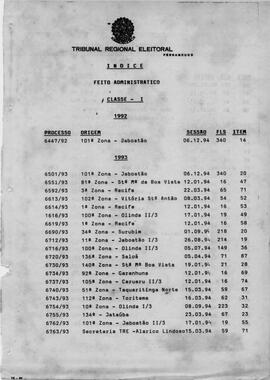 TRIBUNAL REGIONAL ELEITORAL
PERNAMBUCO
I N D I C E
FEITO ADMINISTRATICO
CLASSE - I
1992
PROCESSO ORIGEM SESSÃO FLS ITEM
6447/92 101ª Zona - Jaboatão 06.12.94 340 14
1993
6501/93 101ª Zona - Jaboatão 06.12.94 340 20
6551/93 81ª Zona - Stª Mª da Boa Vista 12.01.94 16 47
6592/93 3ª Zona - Recife 22.03.94 65 71
6613/93 102ª Zona - Vitória Stº Antão 08.03.94 54 52
6614/93 1ª Zona - Recife 12.01.94 16 53
6616/93 10ª Zona - Olinda II/3 17.01.94 19 49
6619/93 1ª Zona - Recife 12.01.94 16 58
6690/93 34ª Zona - Surubim 01.09.94 218 20
6712/93 11ª Zona - Jaboatão II/3 26.08.94 214 19
6716/93 100ª Zona - Olinda II/3 05.07.94 149 36
6720/93 136ª Zona - Saloá 05.04.94 71 87
6730/93 140ª Zona - Stª Mª Boa Vista 19.01.94 21 68
6734/93 92ª Zona - Garanhuns 12.01.94 16 71
6737/93 105ª Zona - Caruaru II/3 12.01.94 16 74
6740/93 51ª Zona - Taquaritinga Norte 15.03.94 57 69
6743/93 112ª Zona - Toritama 16.03.94 62 31
6754/93 10ª Zona - Olinda I/3 08.09.94 223 32
6755/93 134ª - Jataúba 23.03.94 67 23
6762/93 101ª Zona - Jaboatão II/3 17.01.94 19 55
6763/93 Secretaria TRE -Alarico Lindoso 15.03.94 57 71